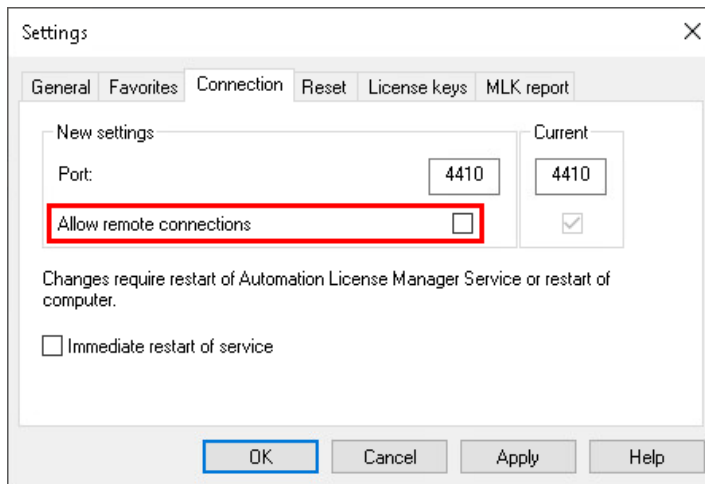 Settings
General Favorites Connection Reset License keys MLK report
New settings Current
Port: 4410 4410
Allow remote connections
Changes require restart of Automation License Manager Service or restart of
computer.
Immediate restart of service
OK Cancel Apply Help